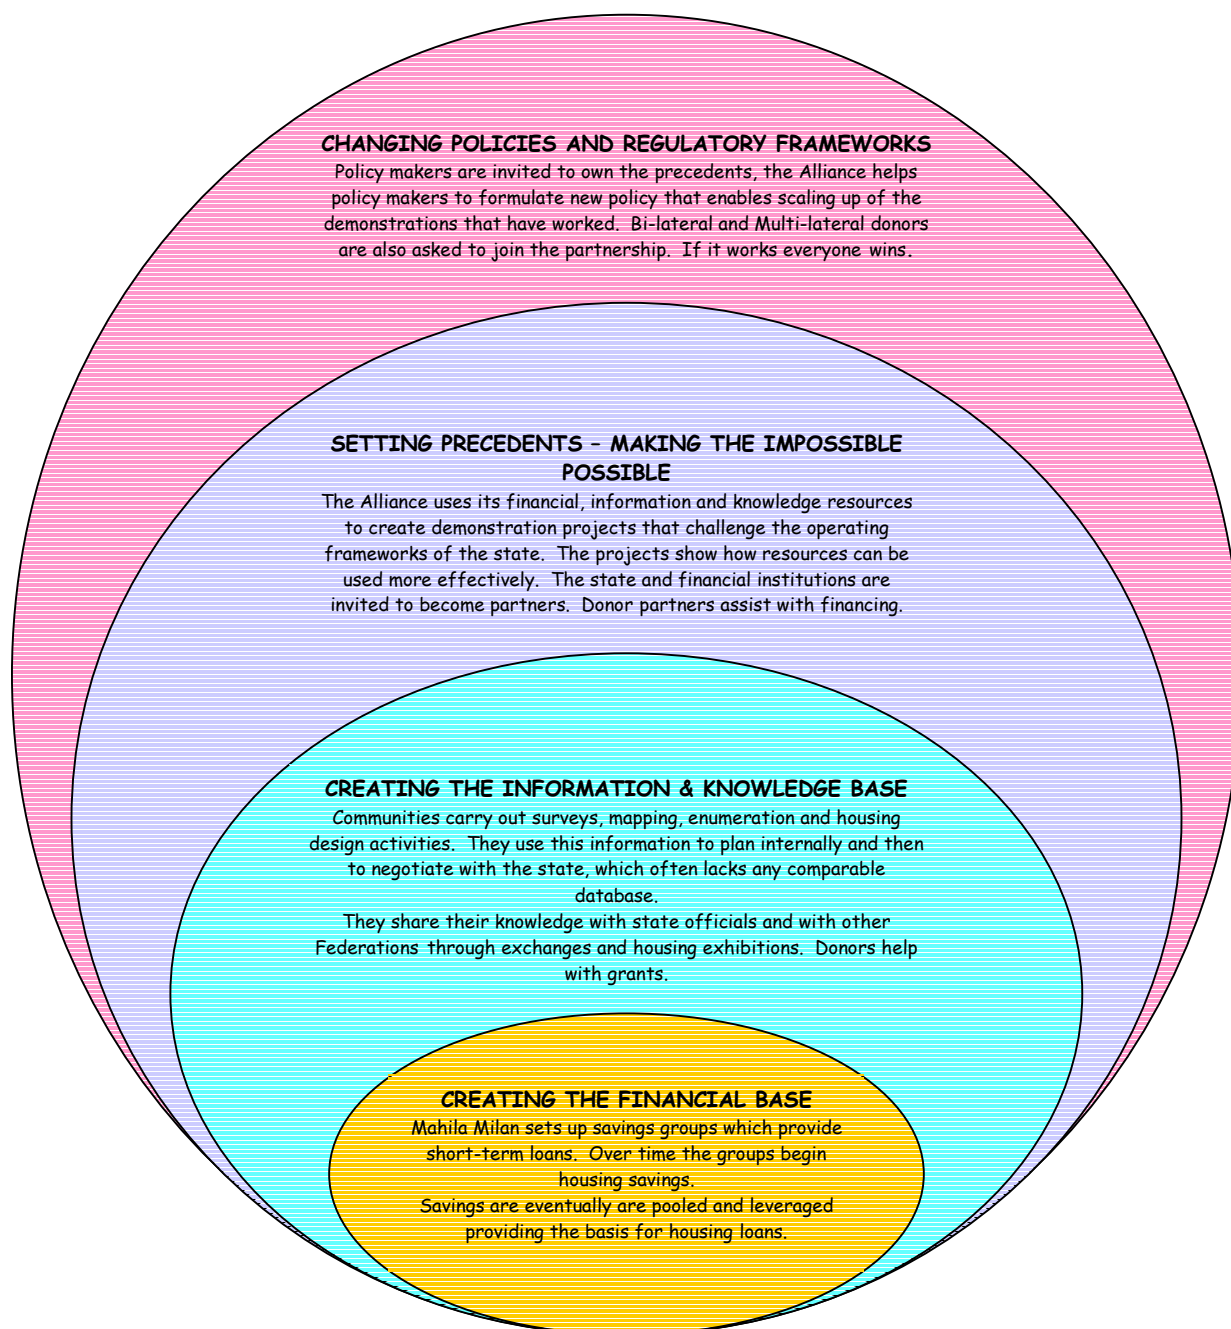 CHANGING POLICIES AND REGULATORY FRAMEWORKS
Policy makers are invited to own the precedents, the Alliance helps
policy makers to formulate new policy that enables scaling up of the
demonstrations that have worked. Bi-lateral and Multi-lateral donors
are also asked to join the partnership. If it works everyone wins.
SETTING PRECEDENTS – MAKING THE IMPOSSIBLE
POSSIBLE
The Alliance uses its financial, information and knowledge resources
to create demonstration projects that challenge the operating
frameworks of the state. The projects show how resources can be
used more effectively. The state and financial institutions are
invited to become partners. Donor partners assist with financing.
CREATING THE INFORMATION & KNOWLEDGE BASE
Communities carry out surveys, mapping, enumeration and housing
design activities. They use this information to plan internally and then
to negotiate with the state, which often lacks any comparable
database.
They share their knowledge with state officials and with other
Federations through exchanges and housing exhibitions. Donors help
with grants.
CREATING THE FINANCIAL BASE
Mahila Milan sets up savings groups which provide
short-term loans. Over time the groups begin
housing savings.
Savings are eventually are pooled and leveraged
providing the basis for housing loans.